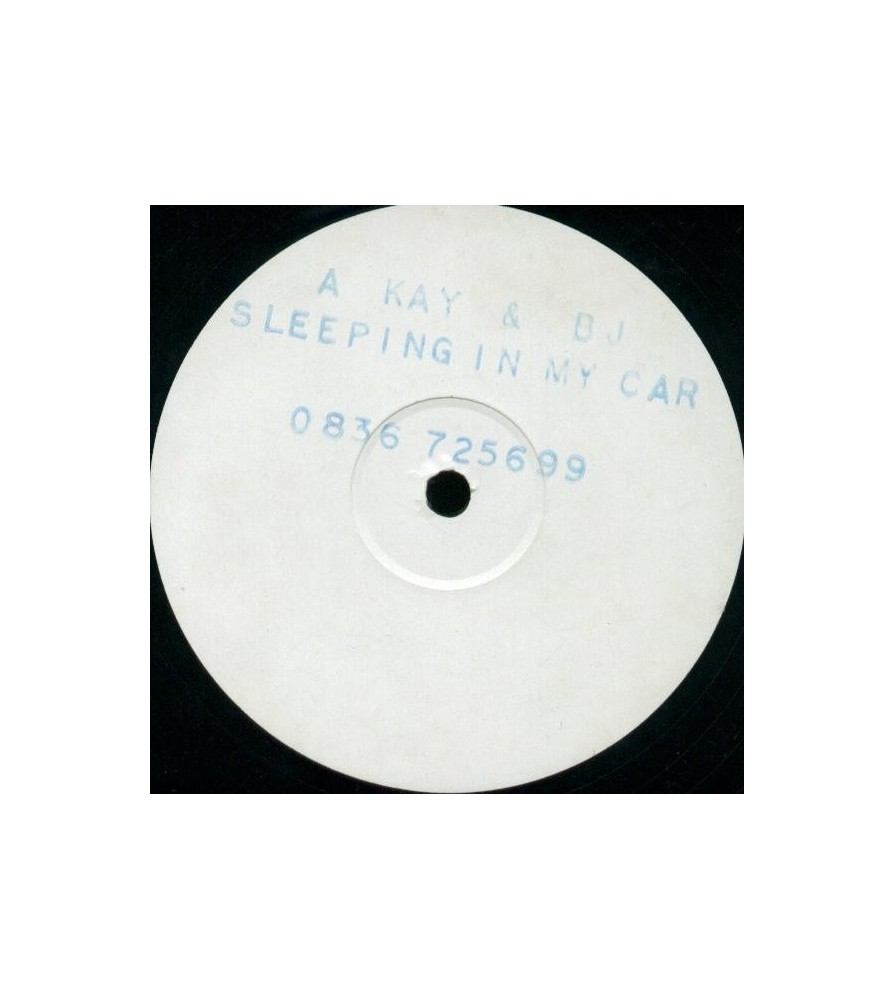 A KAY & BJ
SLEEPING IN MY CAR
0836 725699